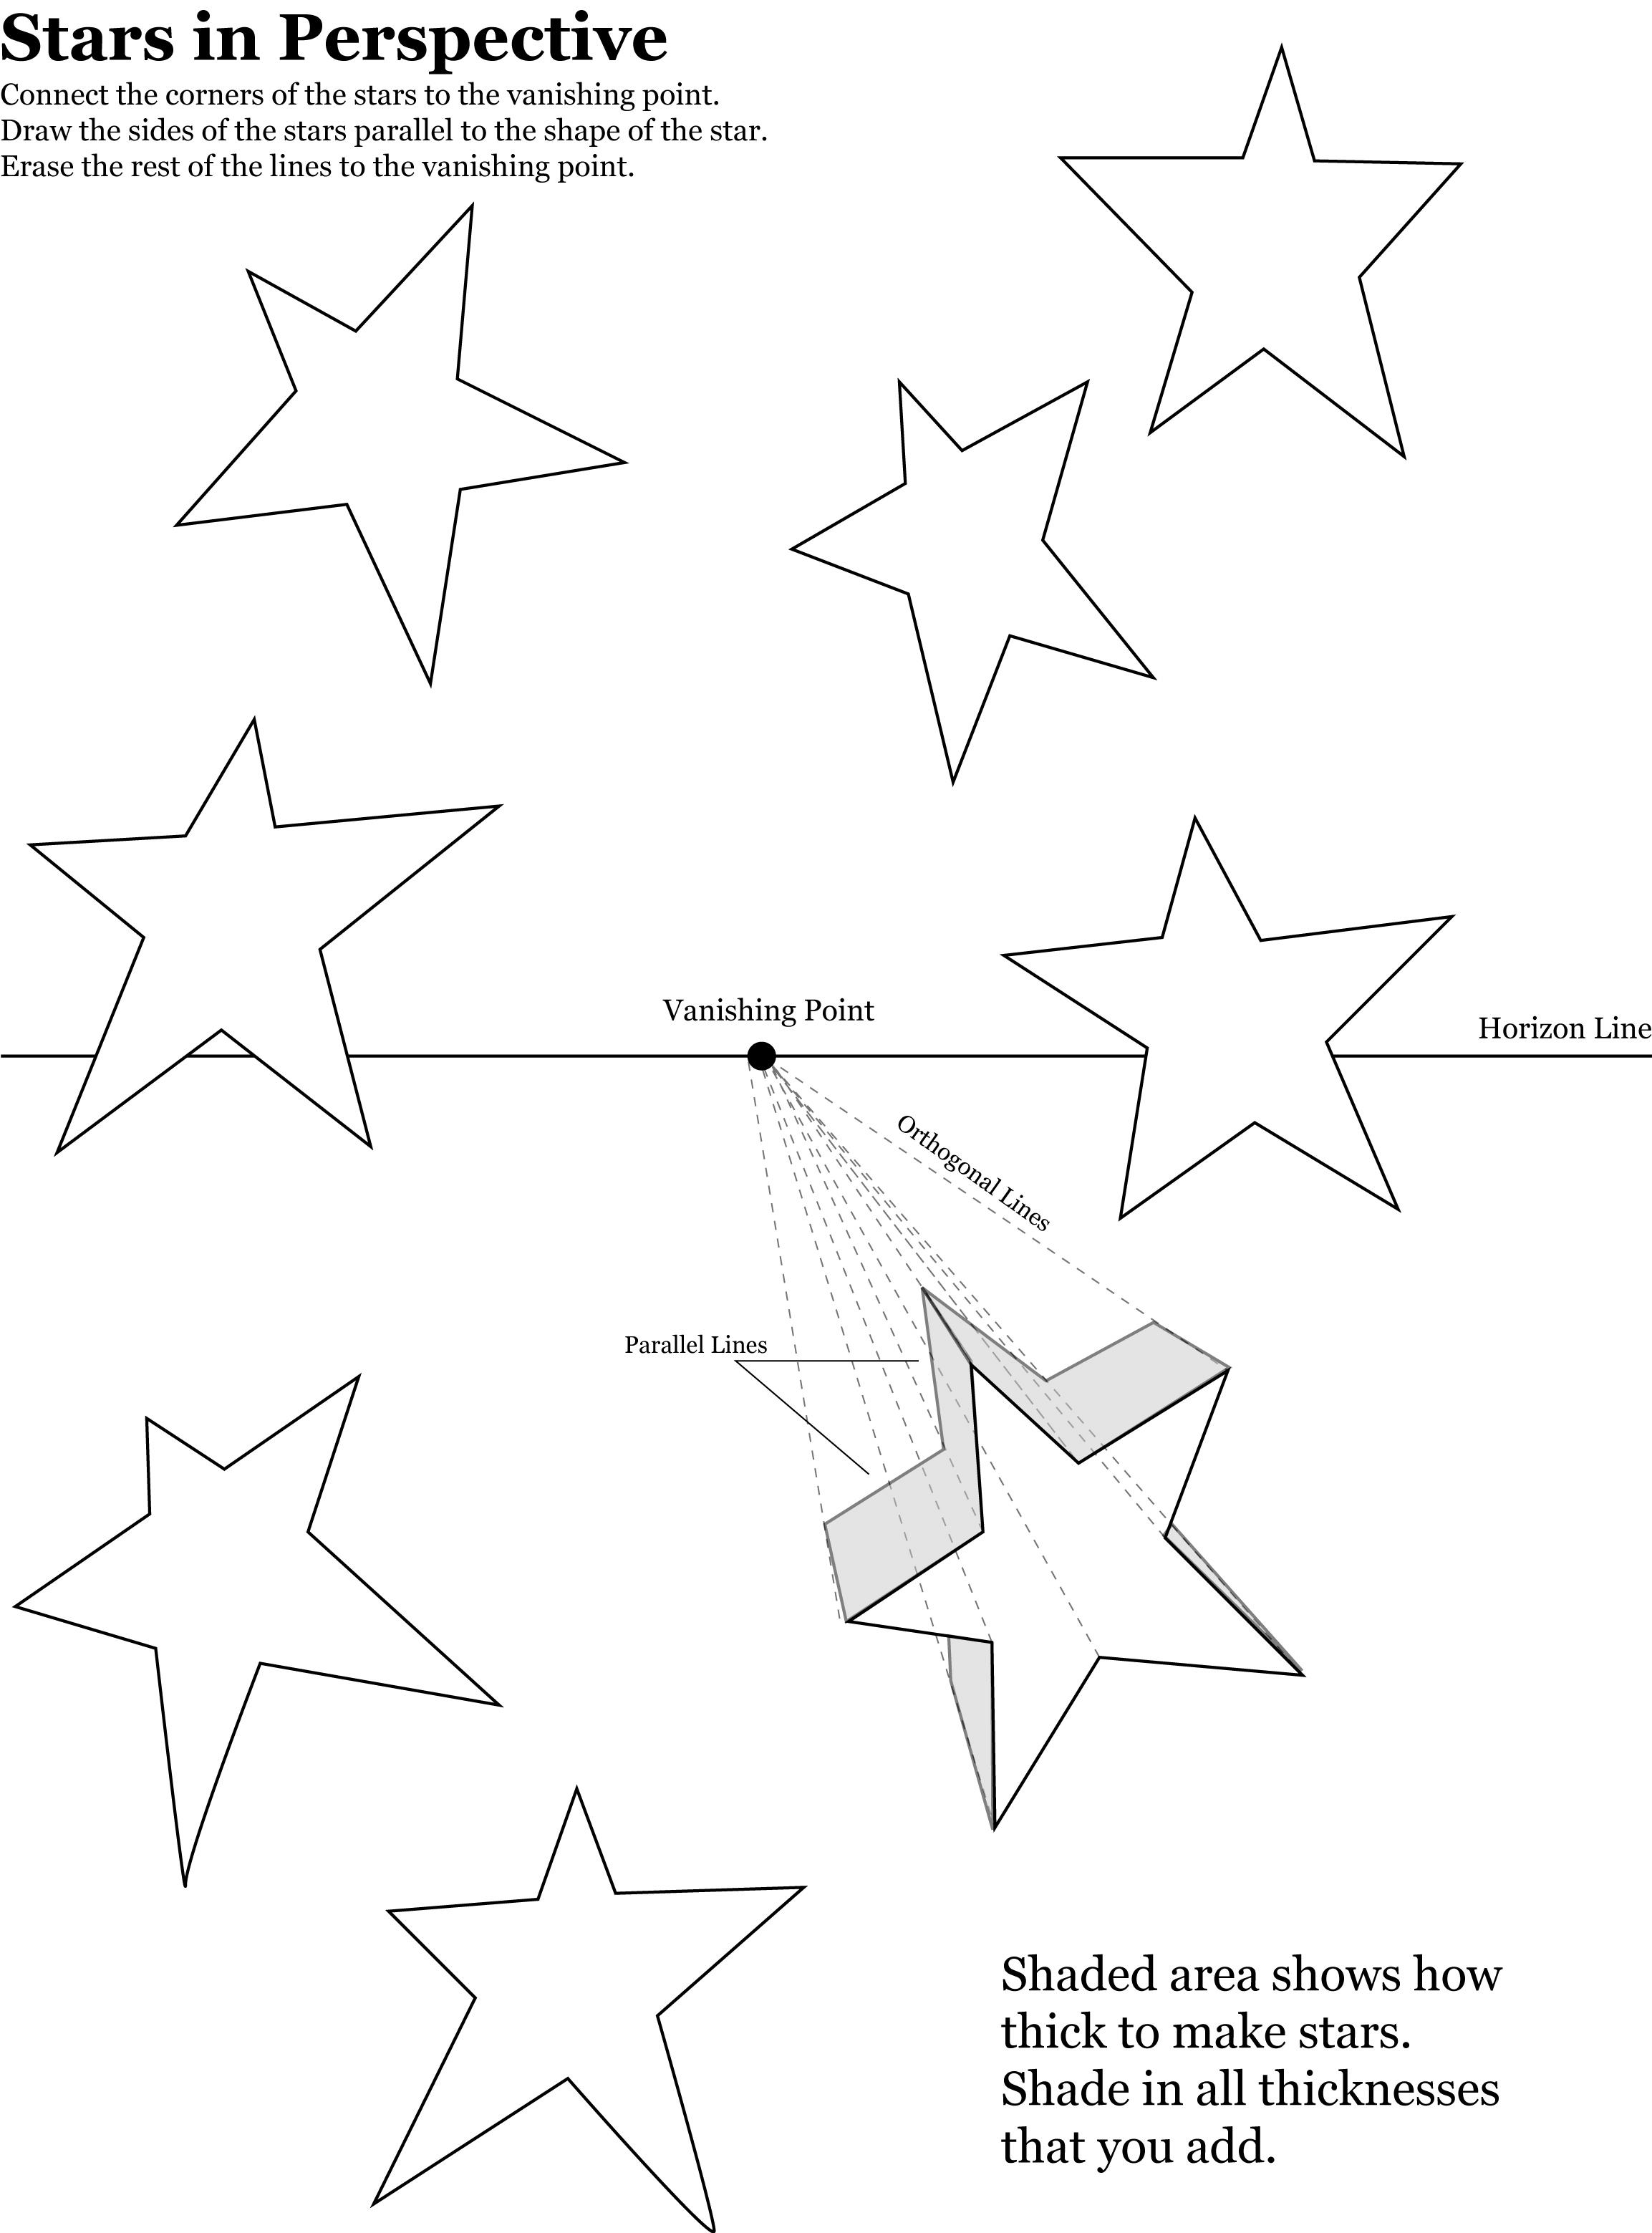 Stars in Perspective
Connect the corners of the stars to the vanishing point.
Draw the sides of the stars parallel to the shape of the star.
Erase the rest of the lines to the vanishing point.
Vanishing Point
Horizon Line
Orthogonal Lines
Parallel Lines
Shaded area shows how
thick to make stars.
Shade in all thicknesses
that you add.